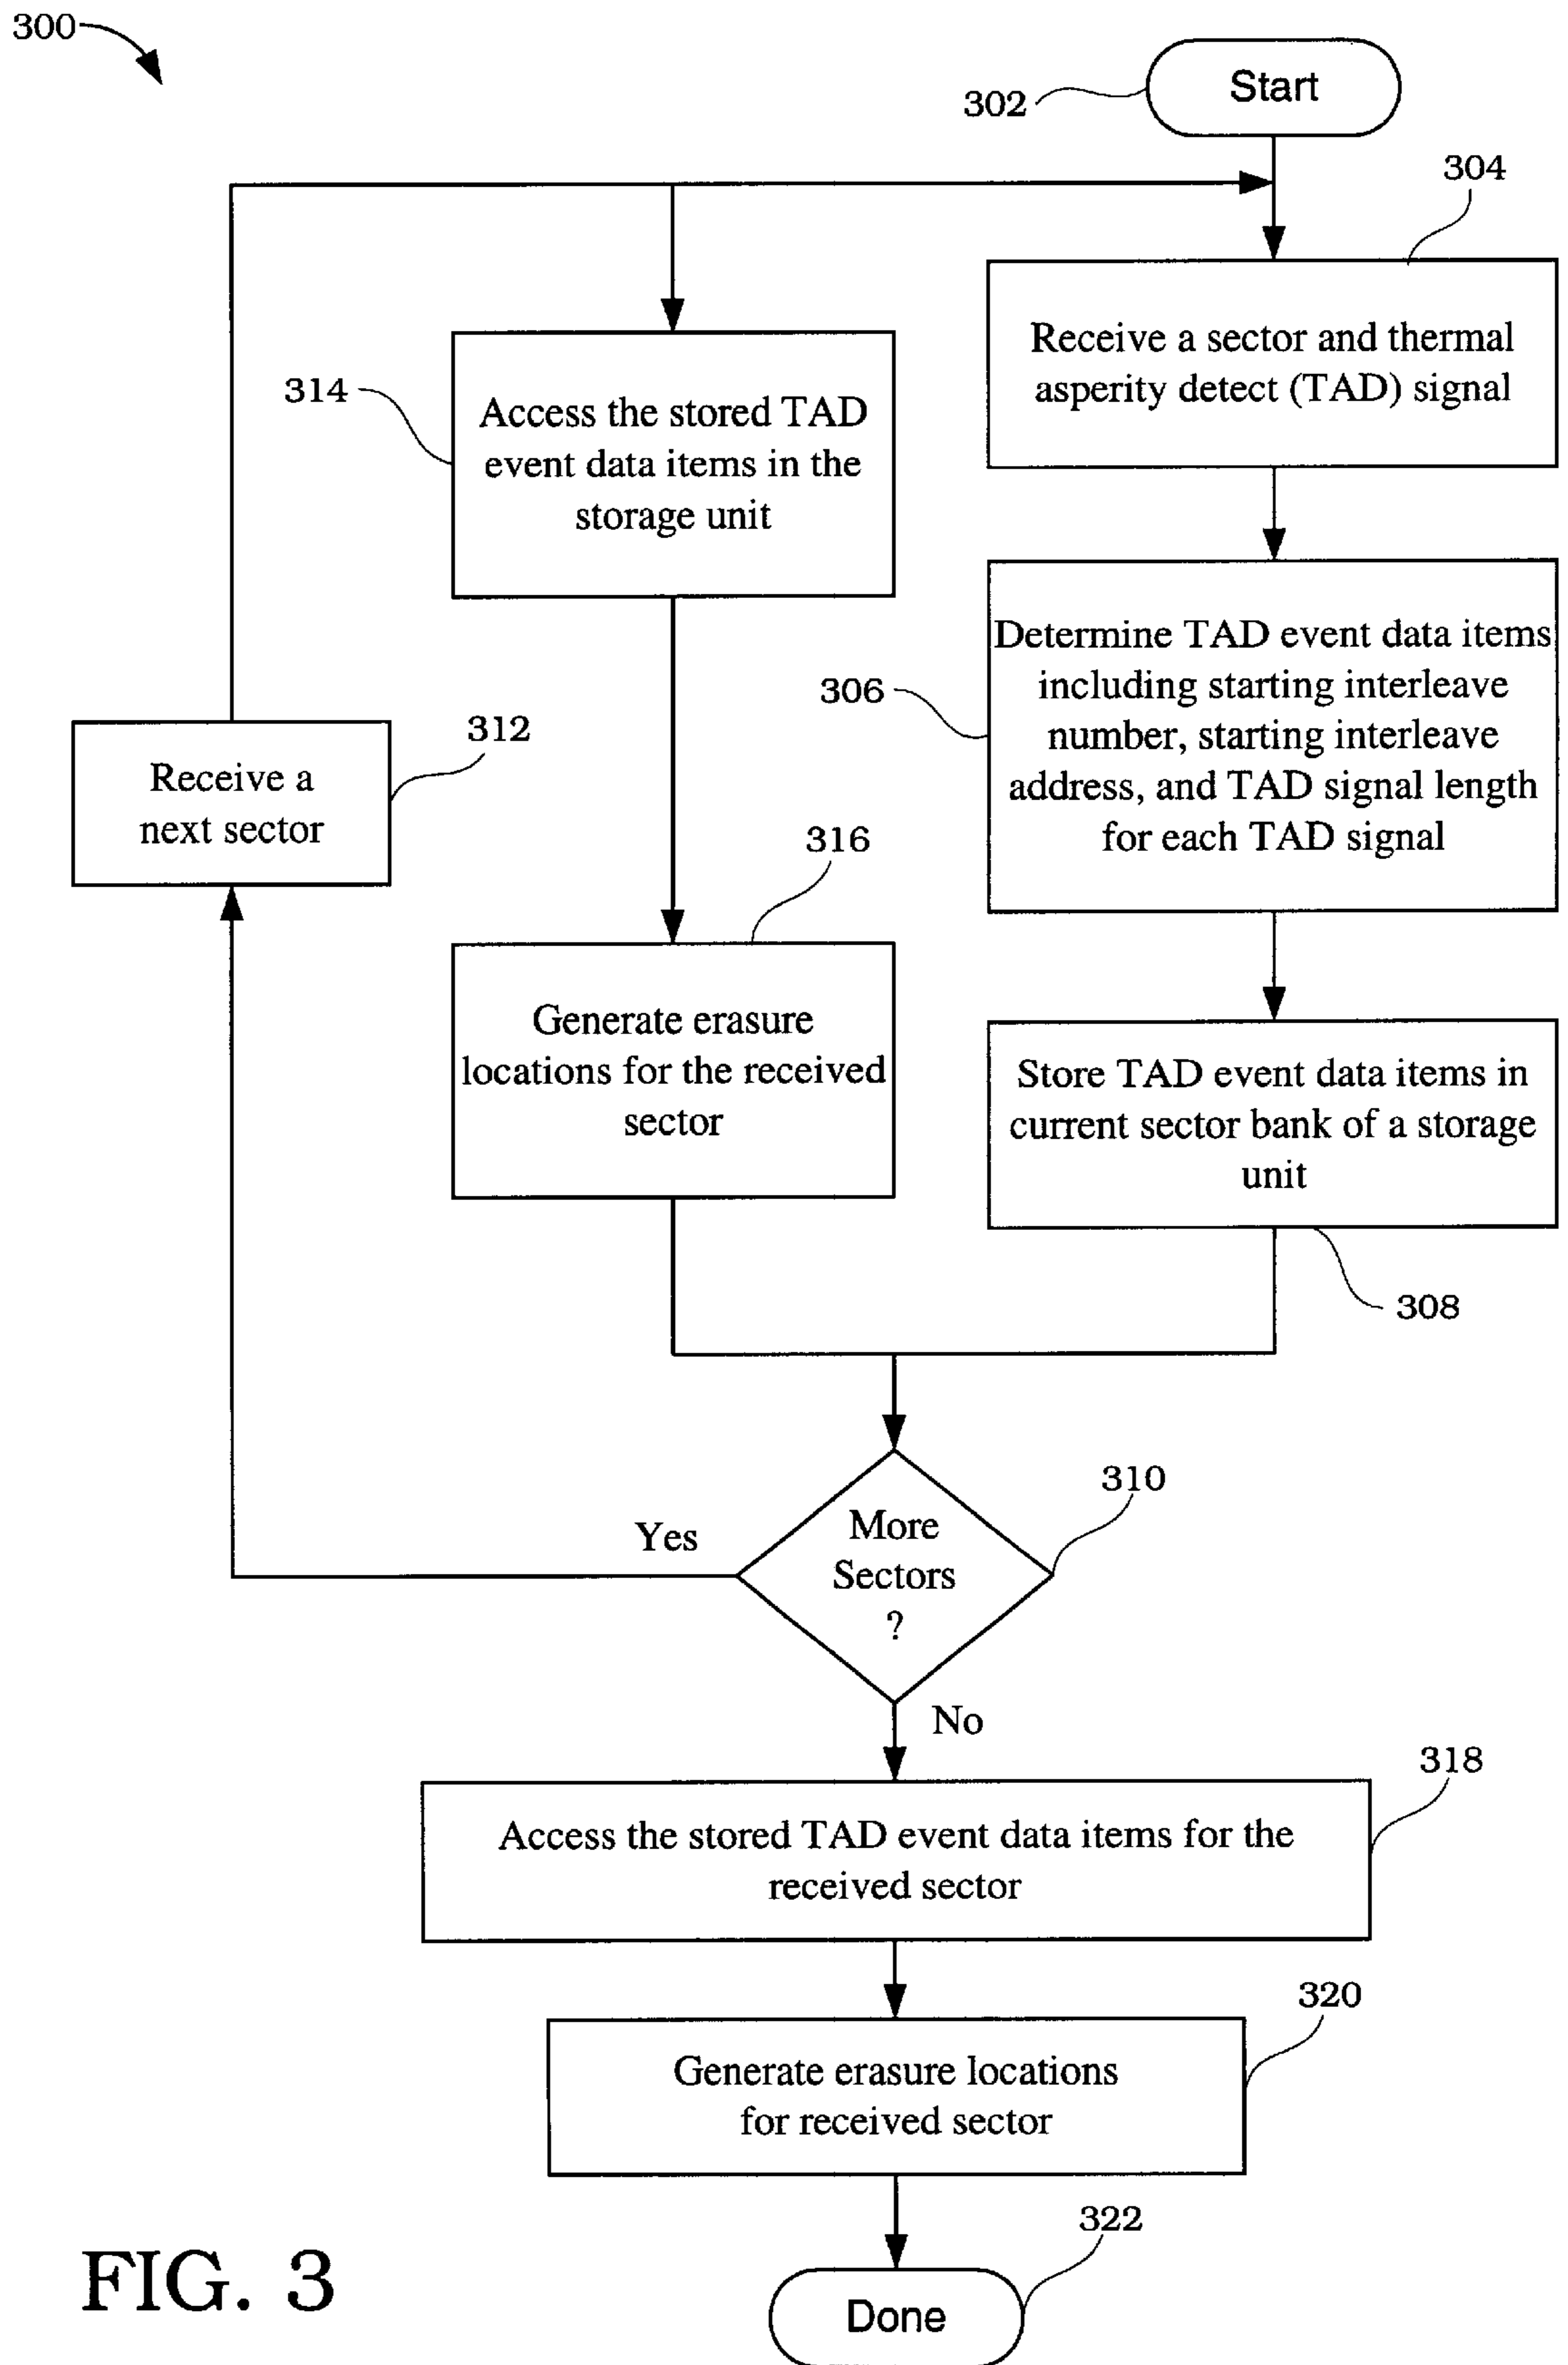 300
Start
302
304
Receive a sector and thermal
asperity detect (TAD) signal
314
Access the stored TAD
event data items in the
storage unit
306
Determine TAD event data items
including starting interleave
number, starting interleave
address, and TAD signal length
for each TAD signal
312
Receive a
next sector
316
Generate erasure
locations for the received
sector
Store TAD event data items in
current sector bank of a storage
unit
308
310
More
Sectors
?
Yes
No
318
Access the stored TAD event data items for the
received sector
320
Generate erasure locations
for received sector
322
Done
FIG. 3